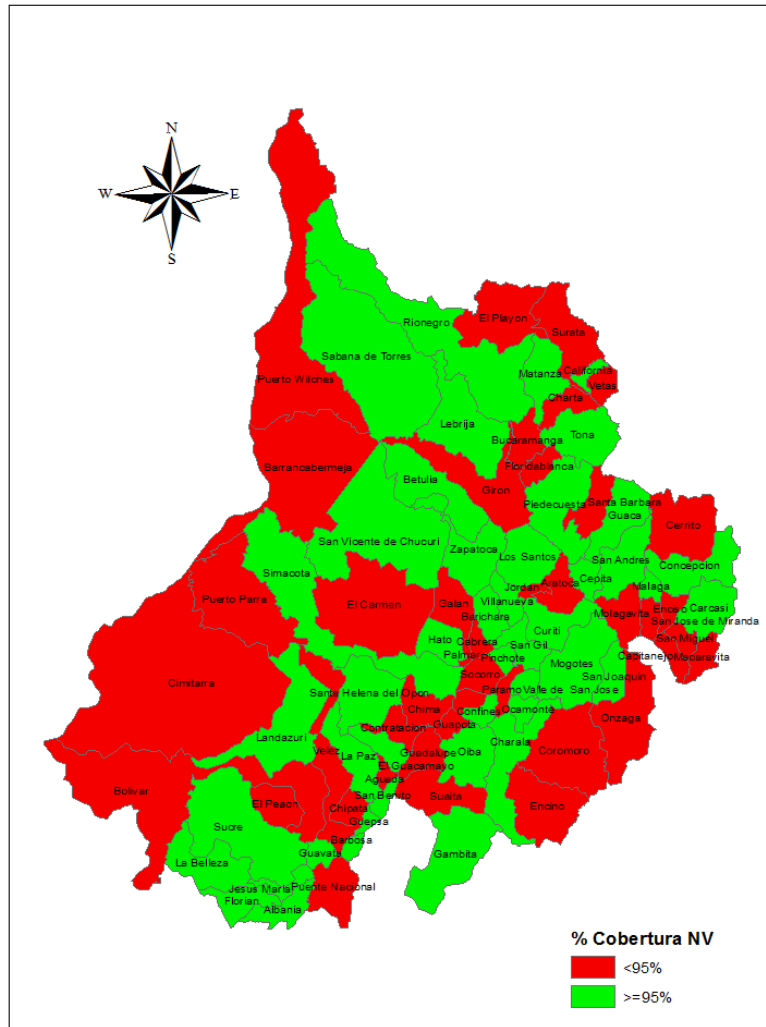 N
W
E
S
El Playon
Rionegro
Surata
Sabana de Torres
California
Matanza
Puerto Wilches
Vetas
Charta
Lebrija
Tona
Bucaramanga
Barrancabermeja
Floridablanca
Betulia
Giron
Piedecuesta
Santa Barbara
Guaca
Cerrito
San Vicente de Chucuri
Zapatoca
Los Santos
San Andres
Concepcion
Simacota
Aratoca
Cepita
Malaga
Jordan
Puerto Parra
El Carmen
Galan
Villanueva
Enciso
Carcasi
Barichara
Molagavita
San Jose de Miranda
Curiti
Hato
Cabrera
San Gil
San Miguel
Palmar
Pinchote
Capitanejo
Macaravita
Mogotes
Cimitarra
Socorro
San Joaquin
Santa Helena del Opon
Paramo
Valle de San Jose
Chima
Confines
Ocamonte
Onzaga
Contratacion
Guapota
Landazuri
Charala
Velez
La Paz
Guadalupe
Oiba
Coromoro
El Guacamayo
Aguada
Bolivar
San Benito
Suaita
El Penon
Chipata
Encino
Guepsa
Sucre
Barbosa
Guavata
Gambita
La Belleza
Jesus Maria
Puente Nacional
Florian
Albania
% Cobertura NV
<95%
>=95%